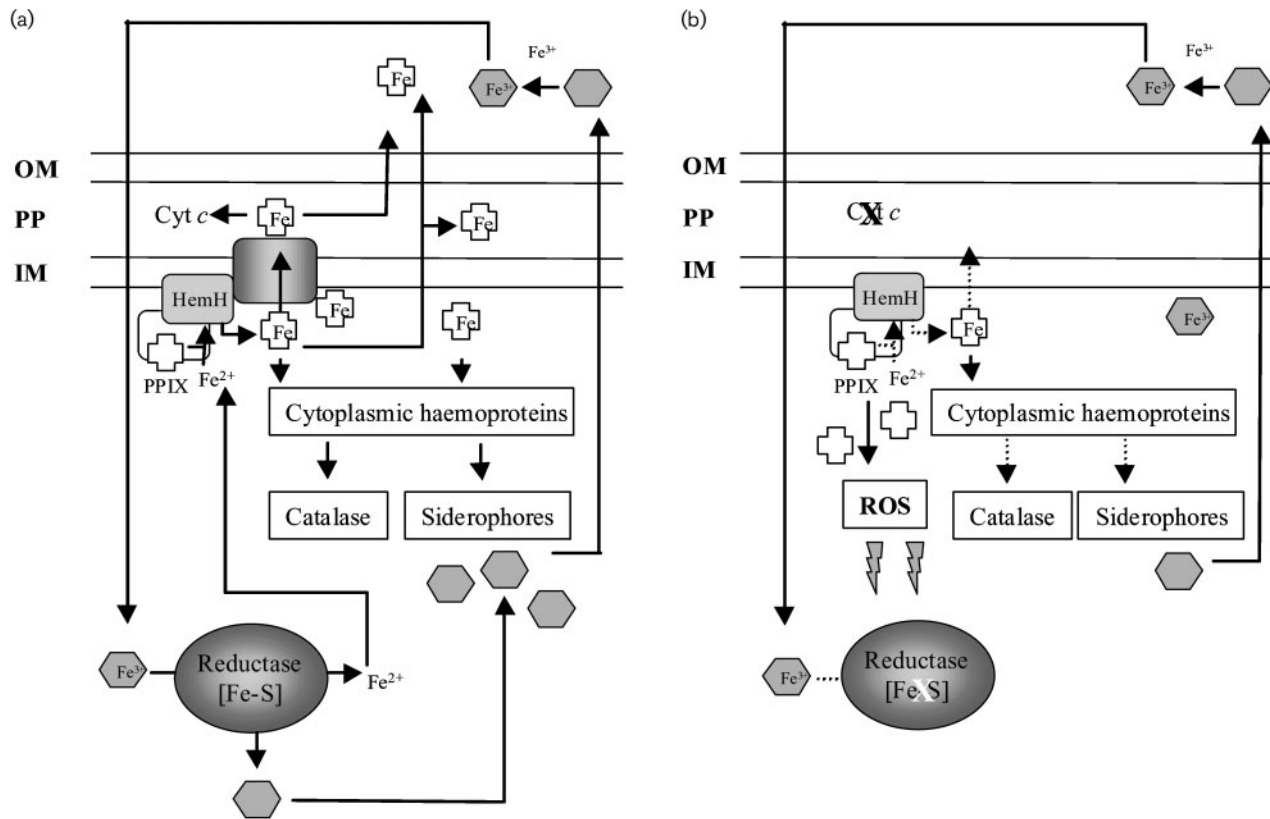 (a)
Fe³⁺
Fe
Fe³⁺
OM
PP
Cyt c
Fe
Fe
IM
HemH
Fe
Fe
Fe
PPIX
Fe²⁺
Cytoplasmic haemoproteins
Catalase
Siderophores
Fe³⁺
Reductase
[Fe-S]
Fe²⁺
(b)
Fe³⁺
Fe³⁺
OM
PP
Cyt c
X
IM
HemH
Fe
Fe³⁺
PPIX
Fe²⁺
Cytoplasmic haemoproteins
ROS
Catalase
Siderophores
Fe³⁺
Reductase
[Fe-S]
X